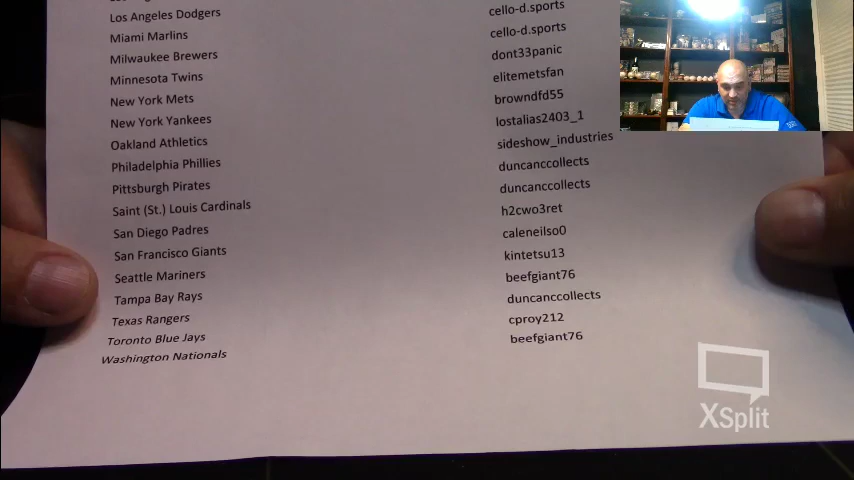 Los Angeles Dodgers cello-d.sports
Miami Marlins cello-d.sports
Milwaukee Brewers dont33panic
Minnesota Twins elitemetsfan
New York Mets browndfd55
New York Yankees lostalias2403_1
Oakland Athletics sideshow_industries
Philadelphia Phillies duncanccollects
Pittsburgh Pirates duncanccollects
Saint (St.) Louis Cardinals h2cwo3ret
San Diego Padres caleneilso0
San Francisco Giants kintetsu13
Seattle Mariners beefgiant76
Tampa Bay Rays duncanccollects
Texas Rangers cproy212
Toronto Blue Jays beefgiant76
Washington Nationals
XSplit